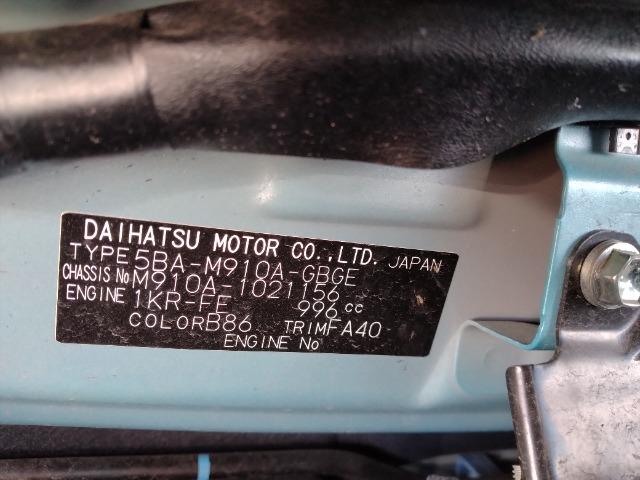 DAIHATSU MOTOR CO.,LTD. JAPAN
TYPE 5BA-M910A-GBGE
CHASSIS No M910A-1021156
ENGINE 1KR-FE 996 cc
COLOR B86 TRIM FA40
ENGINE No